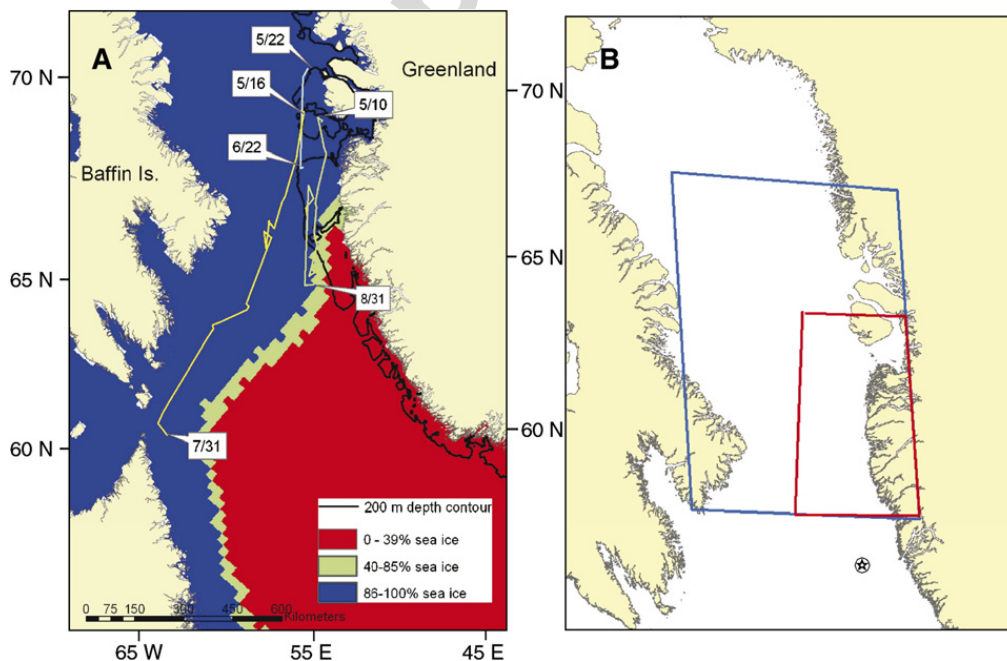 A
5/22
Greenland
70 N
5/16
5/10
6/22
Baffin Is.
65 N
8/31
60 N
7/31
200 m depth contour
0 - 39% sea ice
40-85% sea ice
86-100% sea ice
0 75 150 300 450 600
Kilometers
65 W
55 E
45 E
B
70 N
65 N
60 N